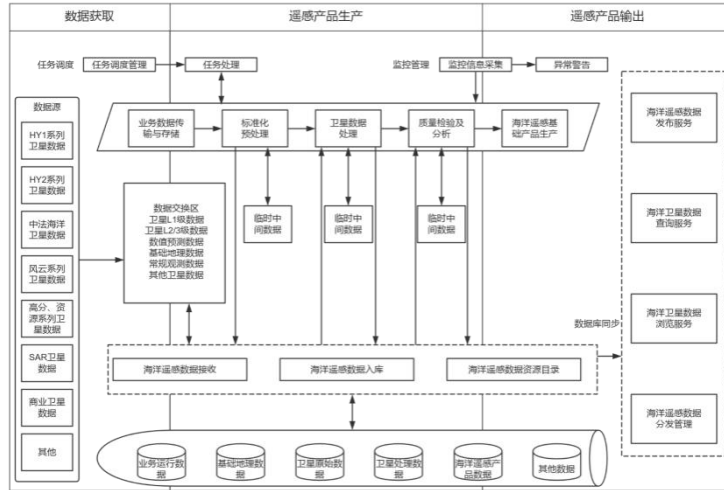 数据获取
遥感产品生产
遥感产品输出
任务调度
任务调度管理
任务处理
监控管理
监控信息采集
异常警告
数据源
HY1系列
卫星数据
HY2系列
卫星数据
中法海洋
卫星数据
风云系列
卫星数据
高分、资
源系列卫
星数据
SAR卫星
数据
商业卫星
数据
其他
业务数据传
输与存储
标准化
预处理
卫星数据
处理
质量检验及
分析
海洋遥感基
础产品生产
数据交换区
卫星L1级数据
卫星L2/3级数据
数值预测数据
基础地理数据
常规观测数据
其他卫星数据
临时中
间数据
临时中
间数据
临时中
间数据
海洋遥感数据接收
海洋遥感数据入库
海洋遥感数据资源目录
数据库同步
业务运行数
据
基础地理数
据
卫星原始数
据
卫星处理数
据
海洋遥感产
品数据
其他数据
海洋遥感数据
发布服务
海洋卫星数据
查询服务
海洋卫星数据
浏览服务
海洋遥感数据
分发管理